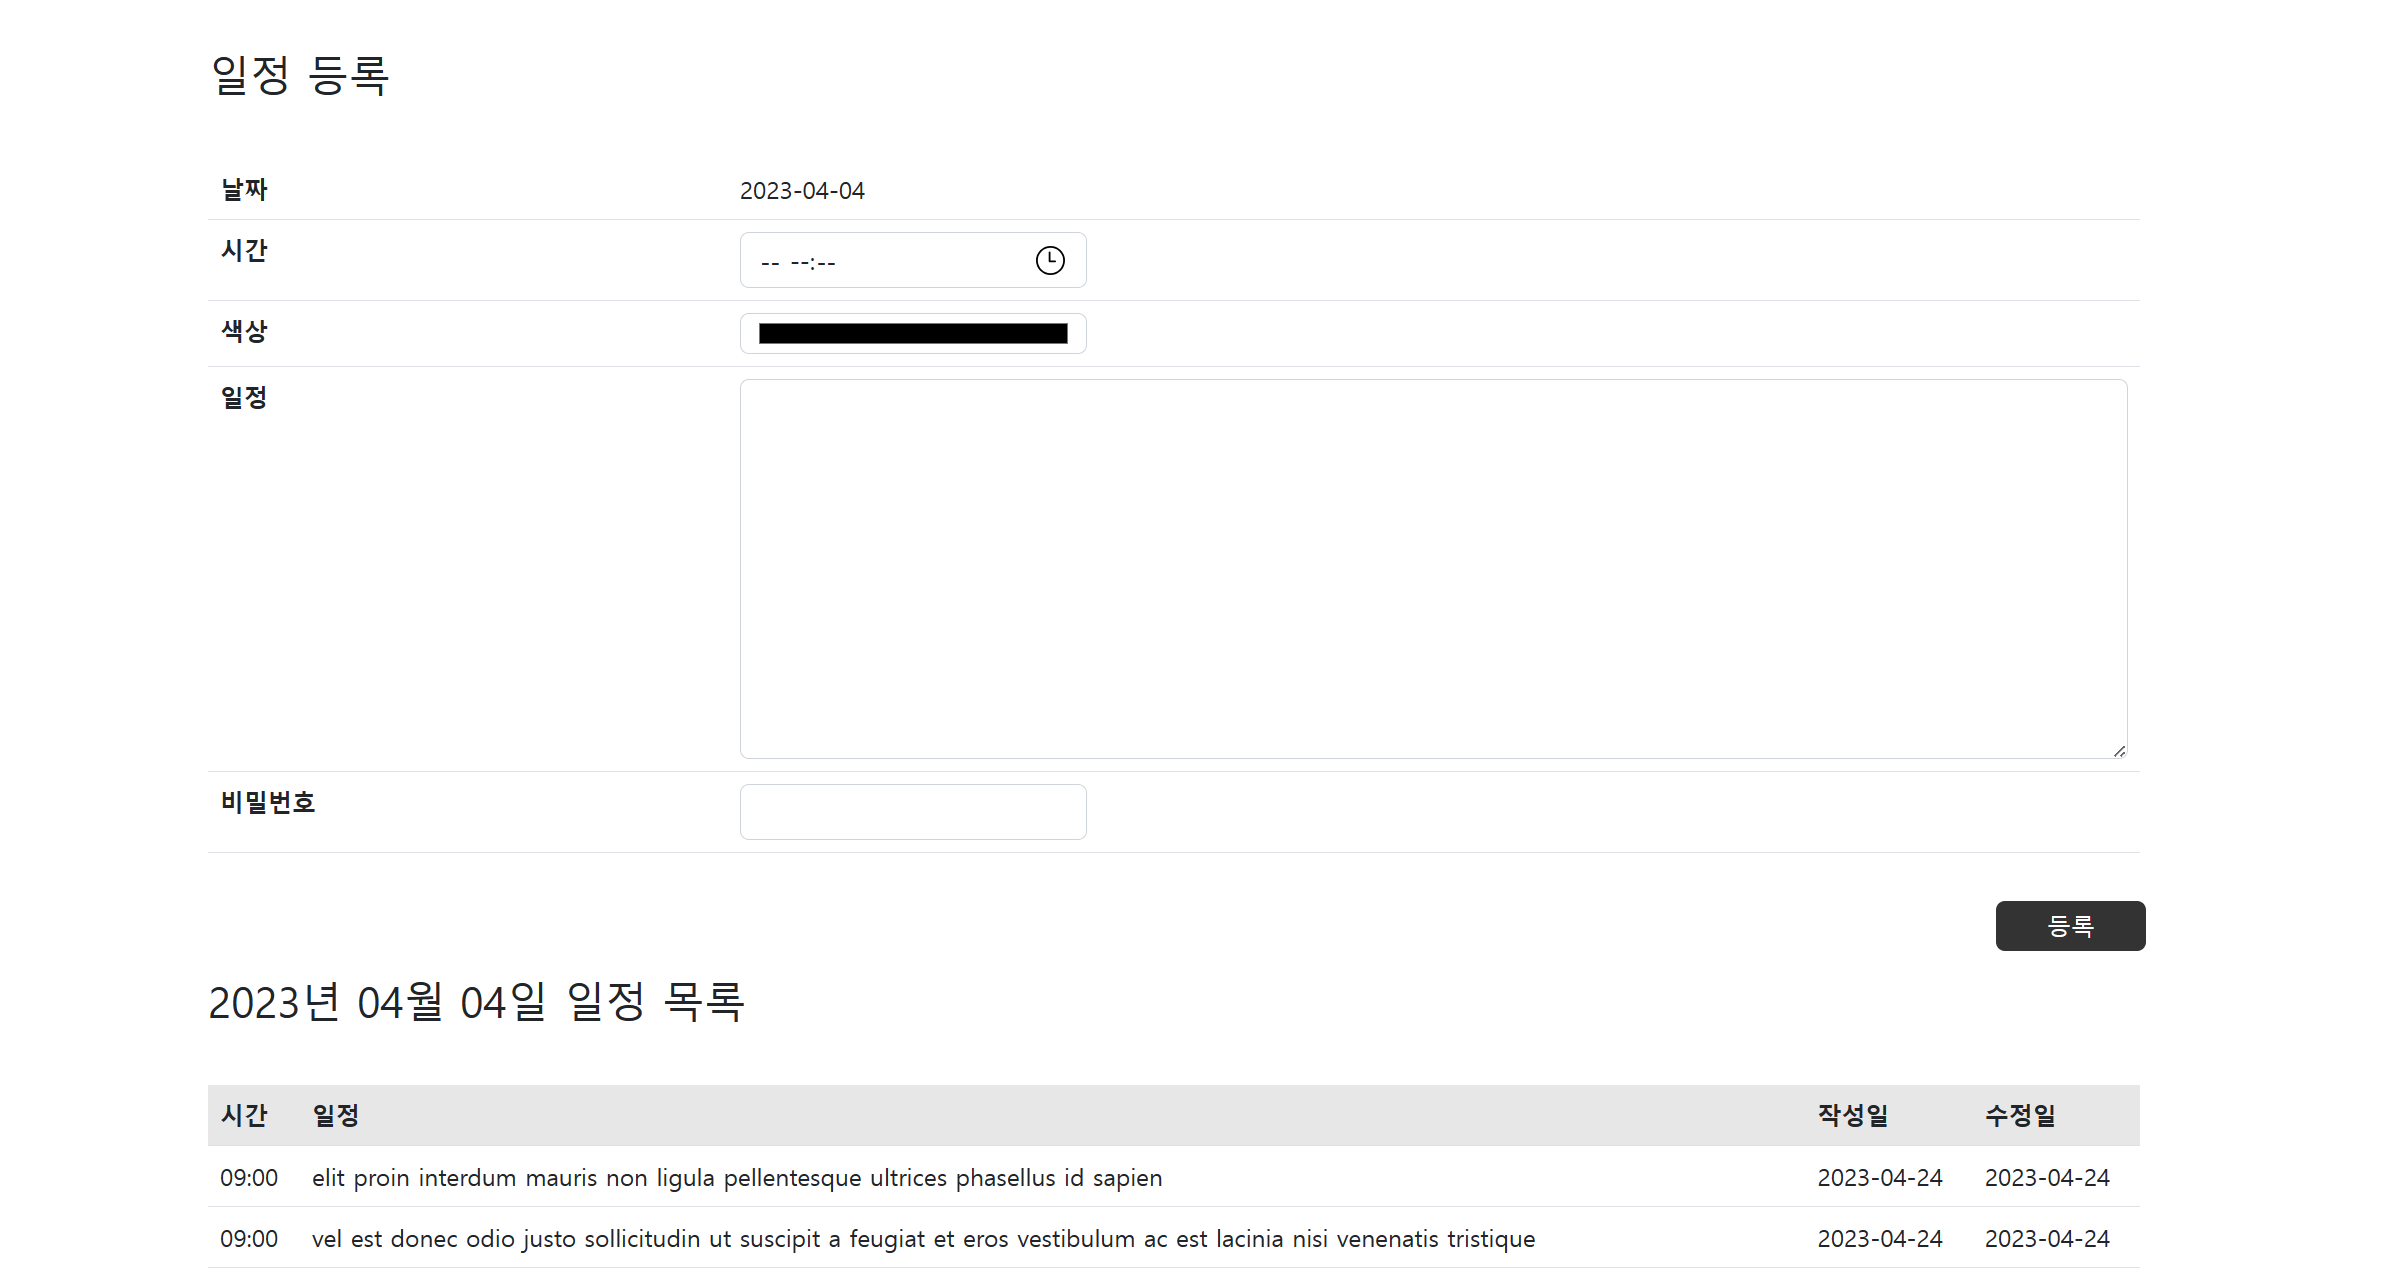 일정 등록
날짜 2023-04-04
시간 -- --:--
색상
일정
비밀번호
등록
2023년 04월 04일 일정 목록
시간 일정 작성일 수정일
09:00 elit proin interdum mauris non ligula pellentesque ultrices phasellus id sapien 2023-04-24 2023-04-24
09:00 vel est donec odio justo sollicitudin ut suscipit a feugiat et eros vestibulum ac est lacinia nisi venenatis tristique 2023-04-24 2023-04-24